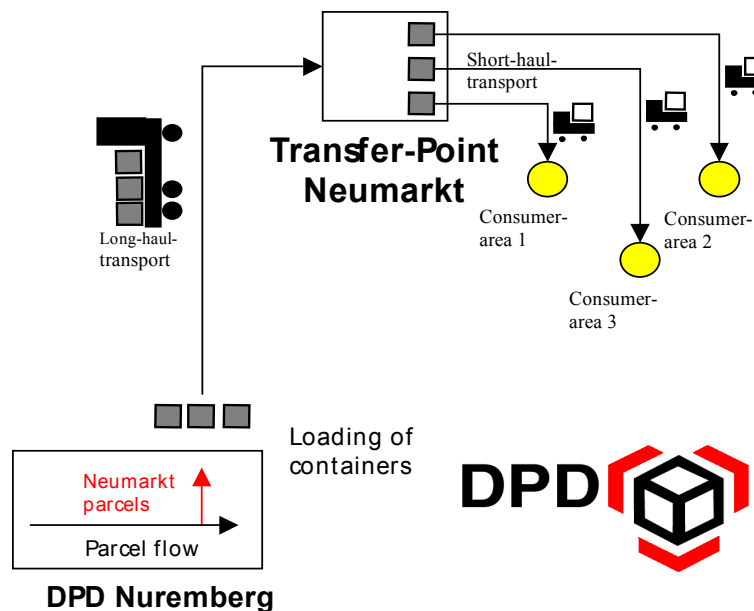 Short-haul-
transport
Transfer-Point
Neumarkt
Long-haul-
transport
Consumer-
area 1
Consumer-
area 2
Consumer-
area 3
Loading of
containers
Neumarkt
parcels
Parcel flow
DPD
DPD Nuremberg